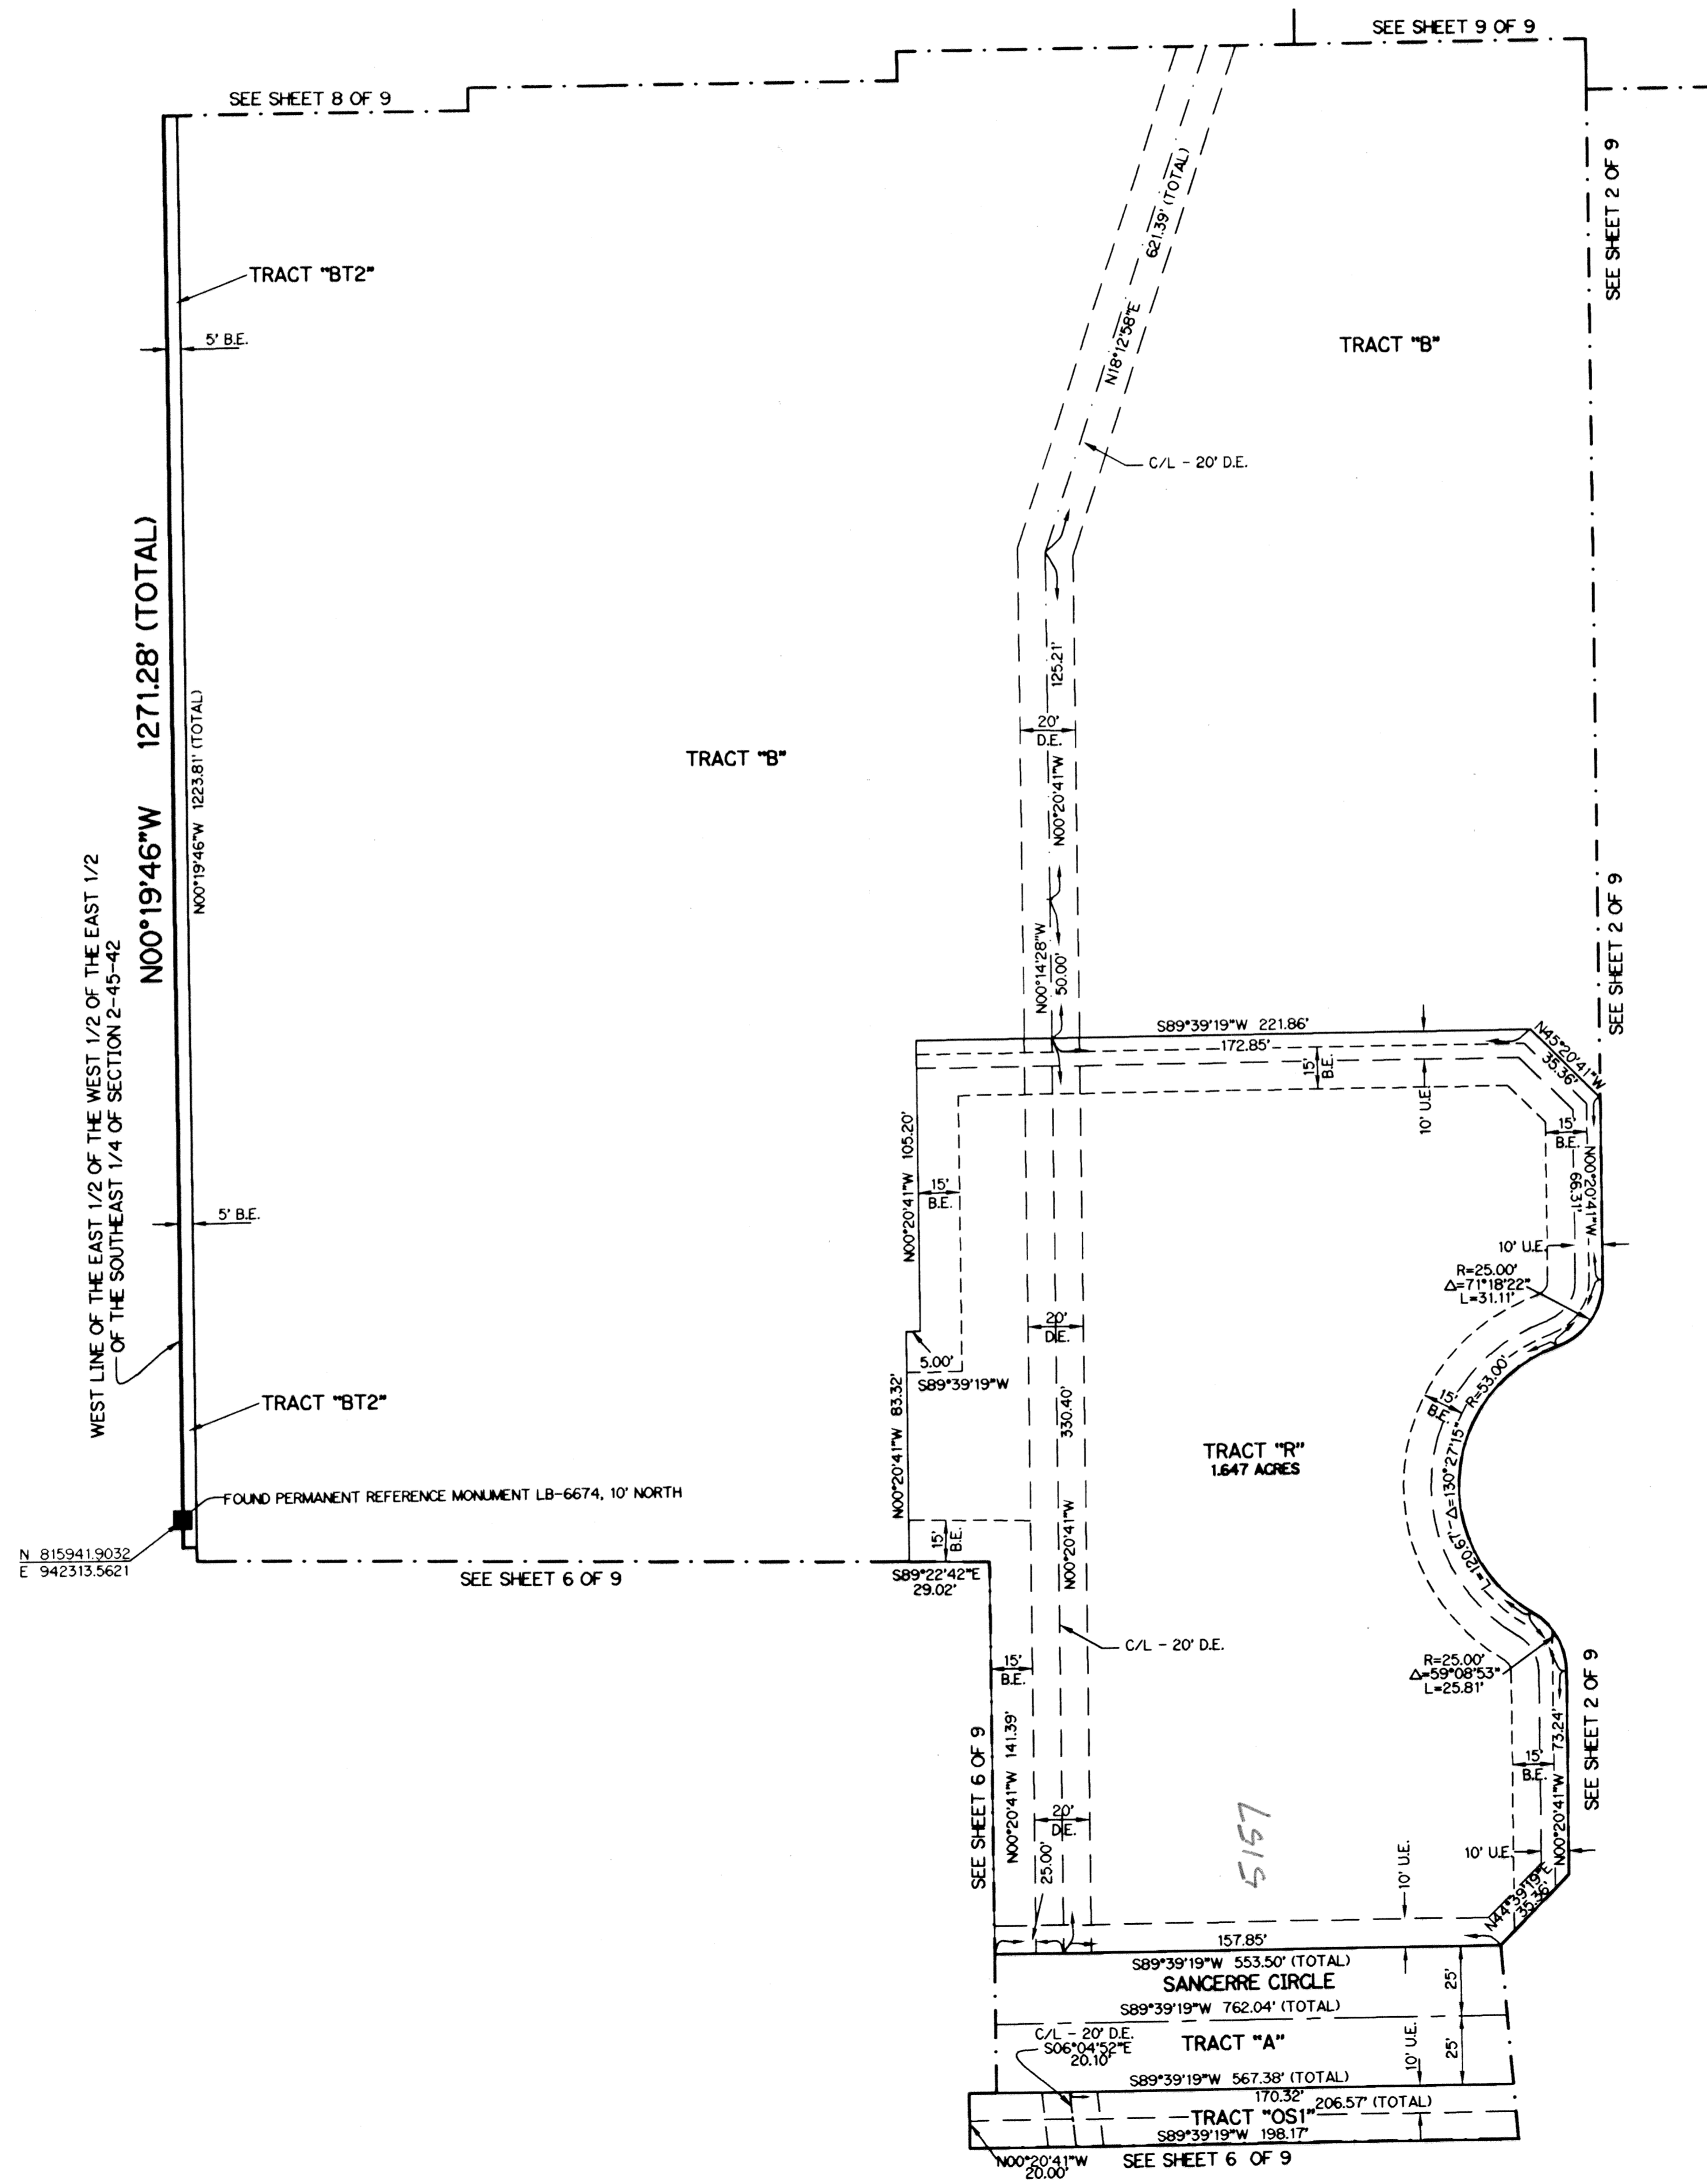 SEE SHEET 9 OF 9
SEE SHEET 8 OF 9
SEE SHEET 2 OF 9
621.39' (TOTAL)
N18°12'58"E
TRACT "BT2"
5' B.E.
TRACT "B"
C/L - 20' D.E.
N00°19'46"W 1271.28' (TOTAL)
N00°19'46"W 1223.81' (TOTAL)
125.21'
20'
D.E.
N00°20'41"W
TRACT "B"
WEST LINE OF THE EAST 1/2 OF THE WEST 1/2 OF THE EAST 1/2
OF THE SOUTHEAST 1/4 OF SECTION 2-45-42
SEE SHEET 2 OF 9
N00°14'28"W
50.00'
S89°39'19"W 221.86'
172.85'
15'
B.E.
10' U.E.
N45°20'41"W
35.36'
15'
B.E.
N00°20'41"W
66.31'
N00°20'41"W 105.20'
15'
B.E.
5' B.E.
10' U.E.
R=25.00'
Δ=71°18'22"
L=31.11'
20'
D.E.
5.00'
S89°39'19"W
N00°20'41"W 83.32'
330.40'
TRACT "BT2"
15'
B.E.
R=53.00'
Δ=130°27'15"
L=120.67'
TRACT "R"
1.647 ACRES
FOUND PERMANENT REFERENCE MONUMENT LB-6674, 10' NORTH
N 815941.9032
E 942313.5621
15'
B.E.
N00°20'41"W
SEE SHEET 6 OF 9
S89°22'42"E
29.02'
C/L - 20' D.E.
15'
B.E.
R=25.00'
Δ=59°08'53"
L=25.81'
SEE SHEET 2 OF 9
SEE SHEET 6 OF 9
N00°20'41"W 141.39'
15'
B.E.
N00°20'41"W 73.24'
20'
D.E.
25.00'
5157
10' U.E.
10' U.E.
N44°39'19"E
35.36'
157.85'
S89°39'19"W 553.50' (TOTAL)
SANCERRE CIRCLE
25'
S89°39'19"W 762.04' (TOTAL)
C/L - 20' D.E.
S06°04'52"E
20.10'
TRACT "A"
10' U.E.
25'
S89°39'19"W 567.38' (TOTAL)
170.32'
206.57' (TOTAL)
TRACT "OS1"
S89°39'19"W 198.17'
N00°20'41"W
20.00'
SEE SHEET 6 OF 9